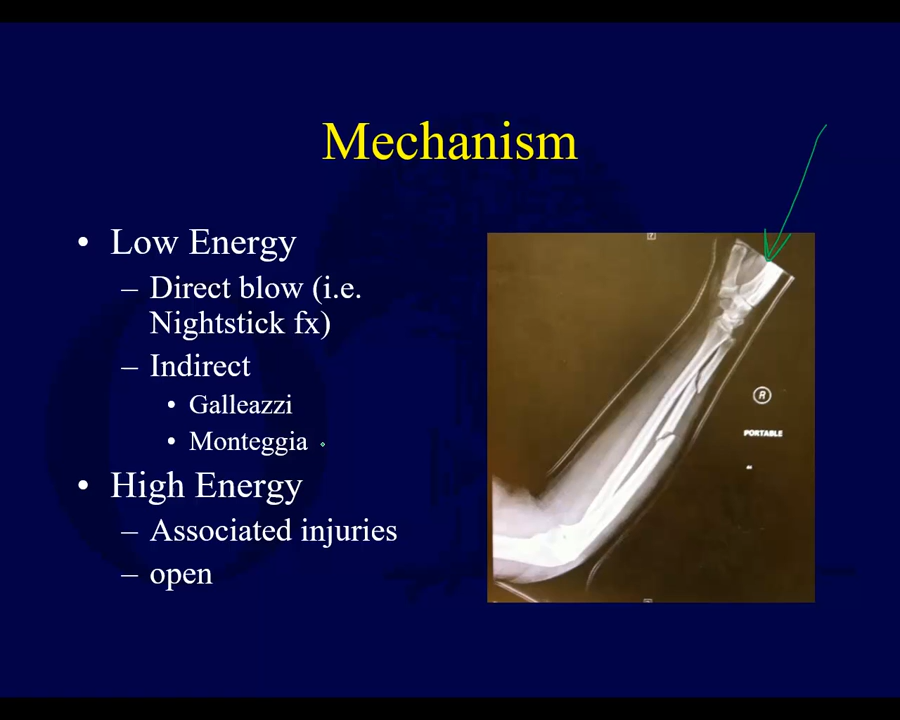 Mechanism
• Low Energy
– Direct blow (i.e.
Nightstick fx)
– Indirect
• Galleazzi
• Monteggia
• High Energy
– Associated injuries
– open
R
PORTABLE